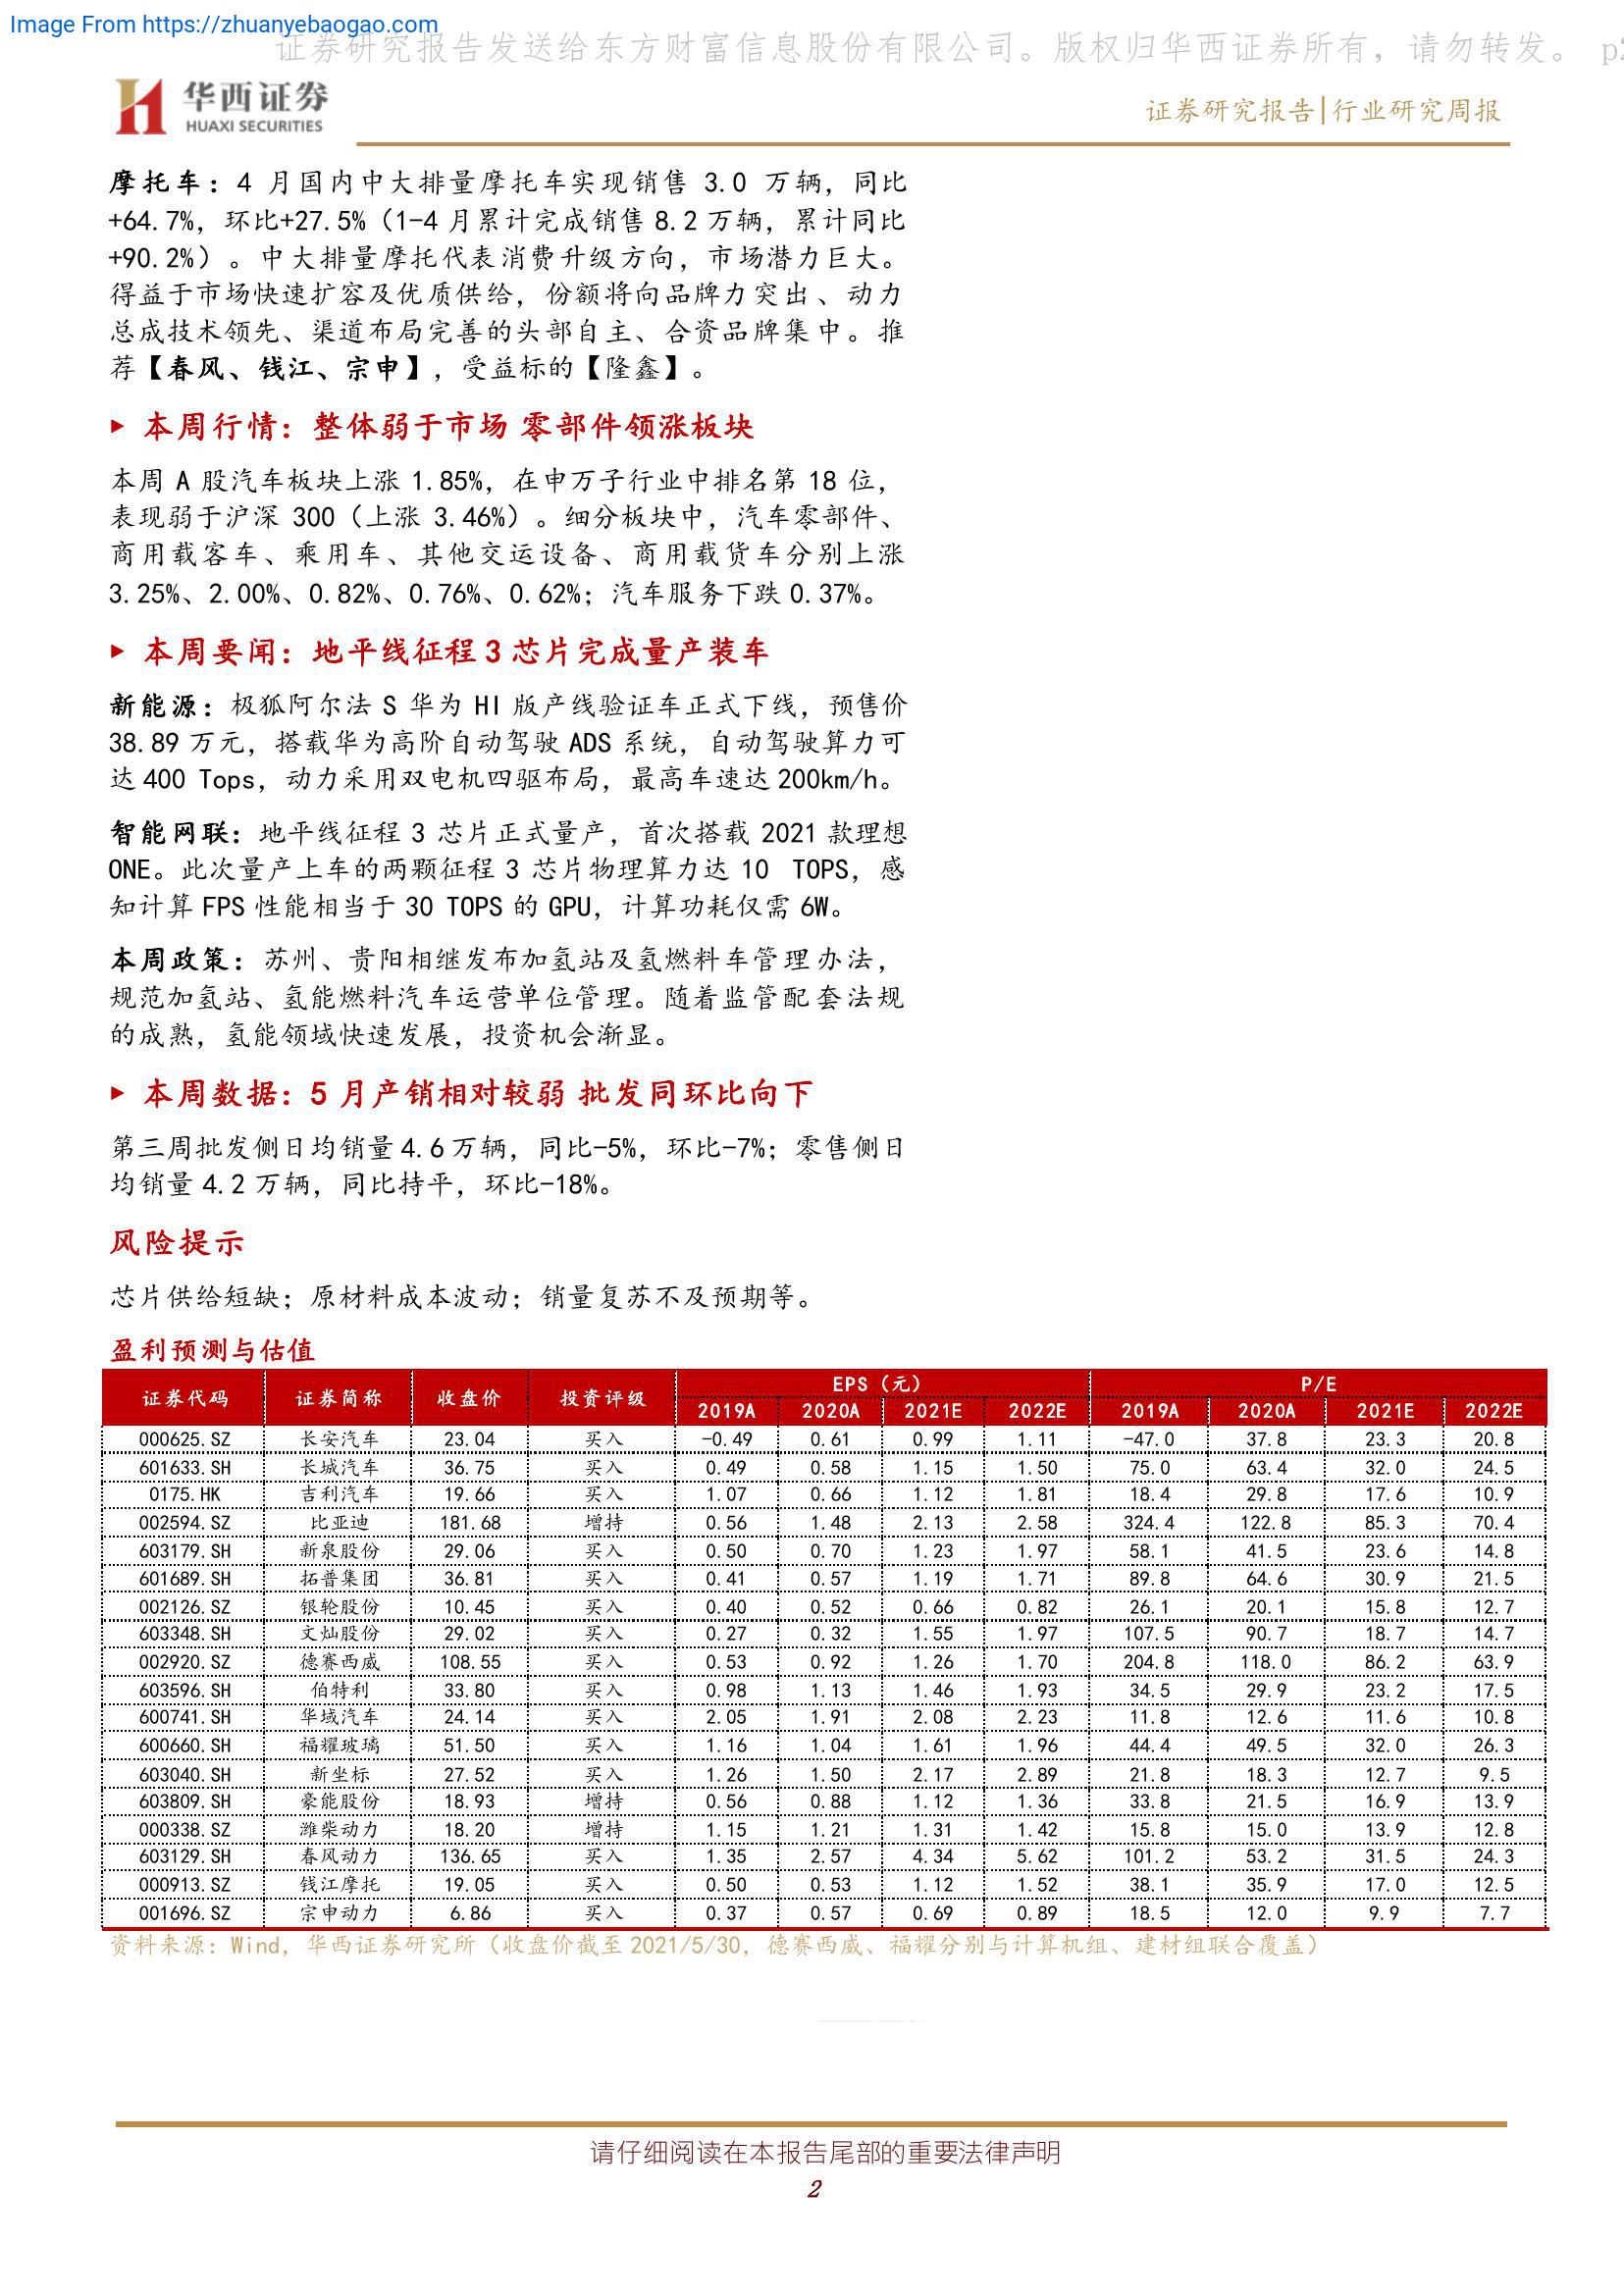 Image From https://zhuanyebaogao.com
证券研究报告发送给东方财富信息股份有限公司。版权归华西证券所有，请勿转发。 p2
华西证券
HUAXI SECURITIES
证券研究报告|行业研究周报
摩托车：4 月国内中大排量摩托车实现销售 3.0 万辆，同比
+64.7%，环比+27.5%（1-4 月累计完成销售 8.2 万辆，累计同比
+90.2%）。中大排量摩托代表消费升级方向，市场潜力巨大。
得益于市场快速扩容及优质供给，份额将向品牌力突出、动力
总成技术领先、渠道布局完善的头部自主、合资品牌集中。推
荐【春风、钱江、宗申】，受益标的【隆鑫】。
▸ 本周行情：整体弱于市场 零部件领涨板块
本周 A 股汽车板块上涨 1.85%，在申万子行业中排名第 18 位，
表现弱于沪深 300（上涨 3.46%）。细分板块中，汽车零部件、
商用载客车、乘用车、其他交运设备、商用载货车分别上涨
3.25%、2.00%、0.82%、0.76%、0.62%；汽车服务下跌 0.37%。
▸ 本周要闻：地平线征程 3 芯片完成量产装车
新能源：极狐阿尔法 S 华为 HI 版产线验证车正式下线，预售价
38.89 万元，搭载华为高阶自动驾驶 ADS 系统，自动驾驶算力可
达 400 Tops，动力采用双电机四驱布局，最高车速达 200km/h。
智能网联：地平线征程 3 芯片正式量产，首次搭载 2021 款理想
ONE。此次量产上车的两颗征程 3 芯片物理算力达 10 TOPS，感
知计算 FPS 性能相当于 30 TOPS 的 GPU，计算功耗仅需 6W。
本周政策：苏州、贵阳相继发布加氢站及氢燃料车管理办法，
规范加氢站、氢能燃料汽车运营单位管理。随着监管配套法规
的成熟，氢能领域快速发展，投资机会渐显。
▸ 本周数据：5 月产销相对较弱 批发同环比向下
第三周批发侧日均销量 4.6 万辆，同比-5%，环比-7%；零售侧日
均销量 4.2 万辆，同比持平，环比-18%。
风险提示
芯片供给短缺；原材料成本波动；销量复苏不及预期等。
盈利预测与估值
证券代码 证券简称 收盘价 投资评级 EPS（元） P/E
2019A 2020A 2021E 2022E 2019A 2020A 2021E 2022E
000625.SZ 长安汽车 23.04 买入 -0.49 0.61 0.99 1.11 -47.0 37.8 23.3 20.8
601633.SH 长城汽车 36.75 买入 0.49 0.58 1.15 1.50 75.0 63.4 32.0 24.5
0175.HK 吉利汽车 19.66 买入 1.07 0.66 1.12 1.81 18.4 29.8 17.6 10.9
002594.SZ 比亚迪 181.68 增持 0.56 1.48 2.13 2.58 324.4 122.8 85.3 70.4
603179.SH 新泉股份 29.06 买入 0.50 0.70 1.23 1.97 58.1 41.5 23.6 14.8
601689.SH 拓普集团 36.81 买入 0.41 0.57 1.19 1.71 89.8 64.6 30.9 21.5
002126.SZ 银轮股份 10.45 买入 0.40 0.52 0.66 0.82 26.1 20.1 15.8 12.7
603348.SH 文灿股份 29.02 买入 0.27 0.32 1.55 1.97 107.5 90.7 18.7 14.7
002920.SZ 德赛西威 108.55 买入 0.53 0.92 1.26 1.70 204.8 118.0 86.2 63.9
603596.SH 伯特利 33.80 买入 0.98 1.13 1.46 1.93 34.5 29.9 23.2 17.5
600741.SH 华域汽车 24.14 买入 2.05 1.91 2.08 2.23 11.8 12.6 11.6 10.8
600660.SH 福耀玻璃 51.50 买入 1.16 1.04 1.61 1.96 44.4 49.5 32.0 26.3
603040.SH 新坐标 27.52 买入 1.26 1.50 2.17 2.89 21.8 18.3 12.7 9.5
603809.SH 豪能股份 18.93 增持 0.56 0.88 1.12 1.36 33.8 21.5 16.9 13.9
000338.SZ 潍柴动力 18.20 增持 1.15 1.21 1.31 1.42 15.8 15.0 13.9 12.8
603129.SH 春风动力 136.65 买入 1.35 2.57 4.34 5.62 101.2 53.2 31.5 24.3
000913.SZ 钱江摩托 19.05 买入 0.50 0.53 1.12 1.52 38.1 35.9 17.0 12.5
001696.SZ 宗申动力 6.86 买入 0.37 0.57 0.69 0.89 18.5 12.0 9.9 7.7
资料来源：Wind，华西证券研究所（收盘价截至 2021/5/30，德赛西威、福耀分别与计算机组、建材组联合覆盖）
请仔细阅读在本报告尾部的重要法律声明
2